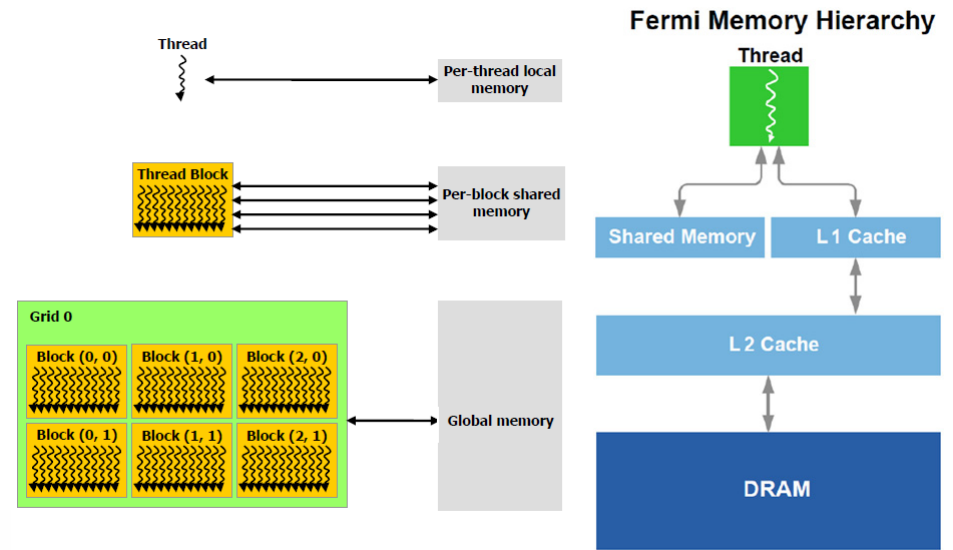 Thread
Per-thread local
memory
Thread Block
Per-block shared
memory
Grid 0
Block (0, 0)
Block (1, 0)
Block (2, 0)
Block (0, 1)
Block (1, 1)
Block (2, 1)
Global memory
Fermi Memory Hierarchy
Thread
Shared Memory
L 1 Cache
L 2 Cache
DRAM